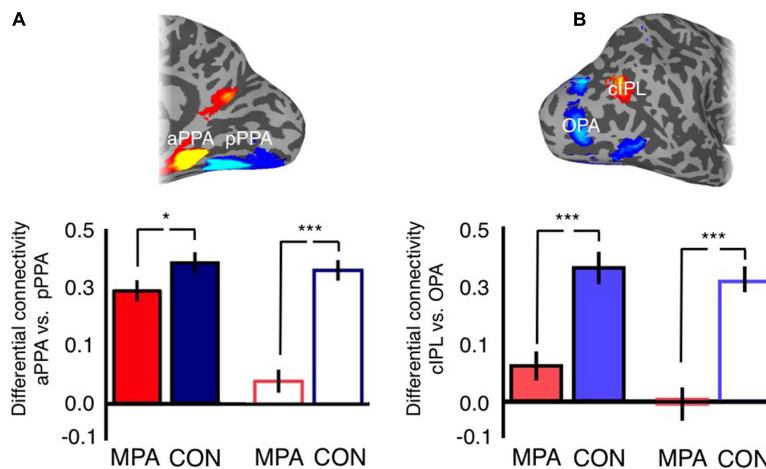 A
B
aPPA pPPA
cIPL
OPA
Differential connectivity
aPPA vs. pPPA
0.5
0.3
0.1
0.0
-0.1
*
***
MPA CON
MPA CON
Differential connectivity
cIPL vs. OPA
0.5
0.3
0.1
0.0
-0.1
***
***
MPA CON
MPA CON